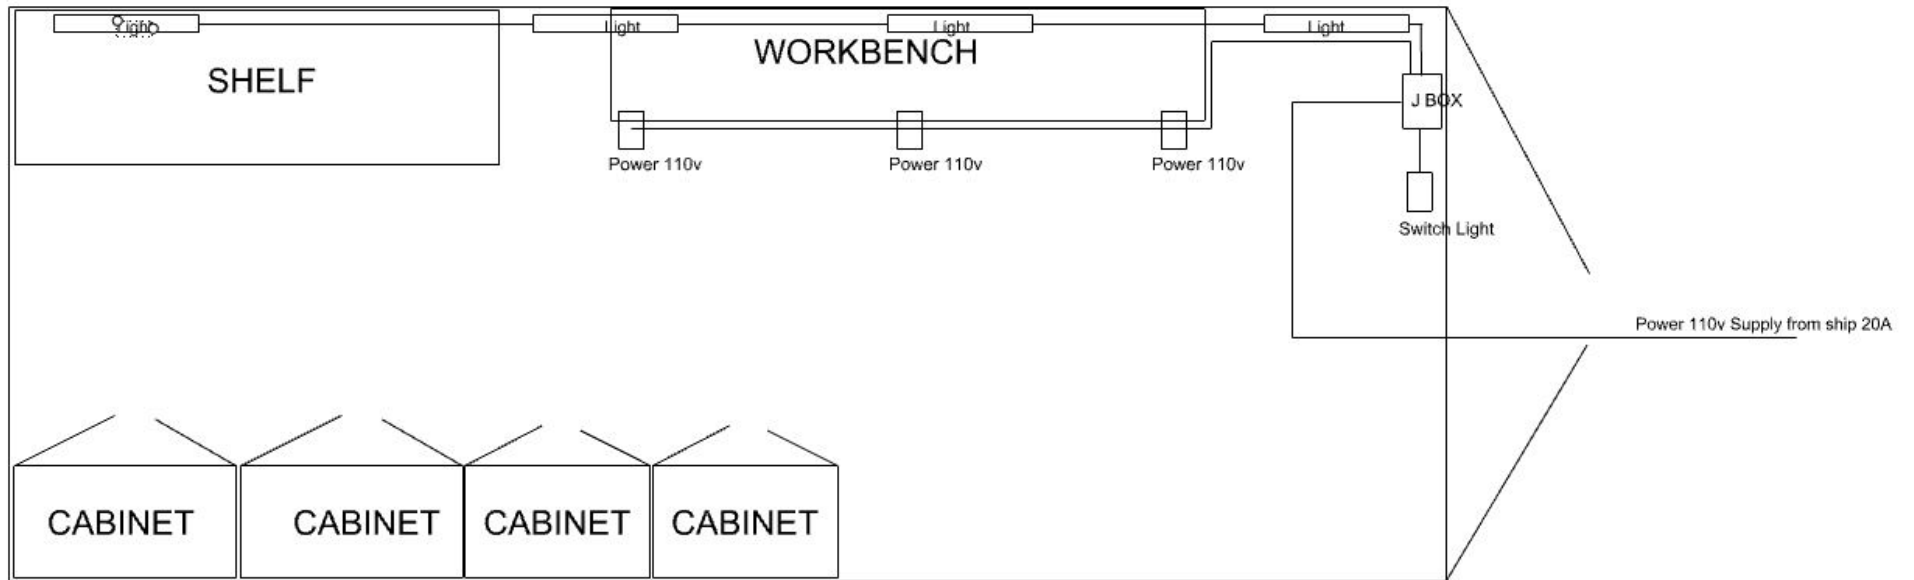 Light
Light
Light
Light
WORKBENCH
SHELF
J BOX
Power 110v
Power 110v
Power 110v
Switch Light
Power 110v Supply from ship 20A
CABINET
CABINET
CABINET
CABINET